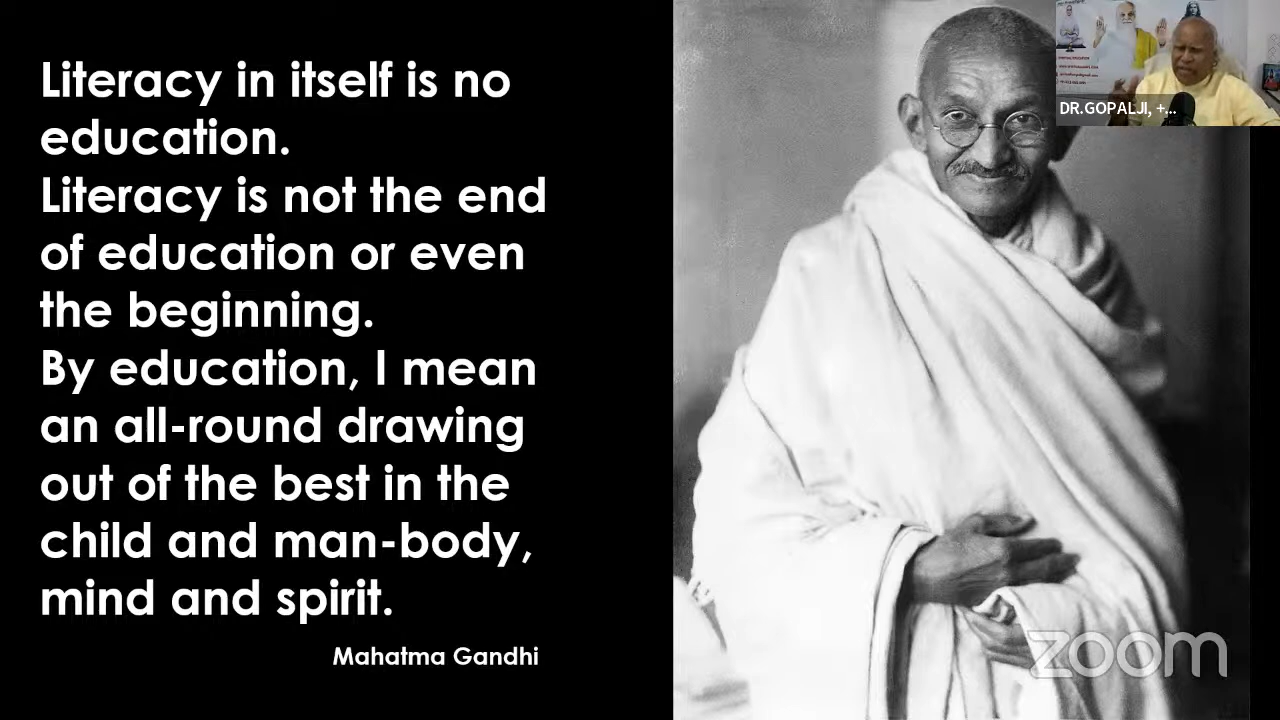 Literacy in itself is no
education.
Literacy is not the end
of education or even
the beginning.
By education, I mean
an all-round drawing
out of the best in the
child and man-body,
mind and spirit.
Mahatma Gandhi
DR.GOPALJI, +...
zoom